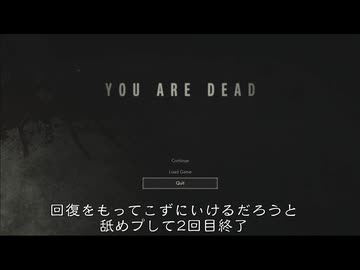 YOU ARE DEAD
Continue
Load Game
Quit
回復をもってこずにいけるだろうと
舐めプして2回目終了